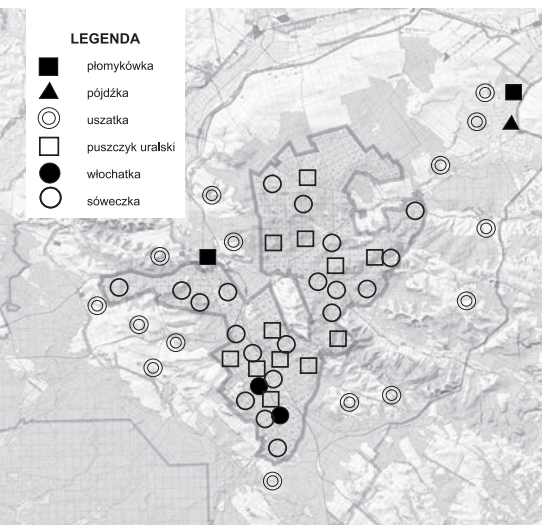 LEGENDA
płomykówka
pójdźka
uszatka
puszczyk uralski
włochatka
sóweczka